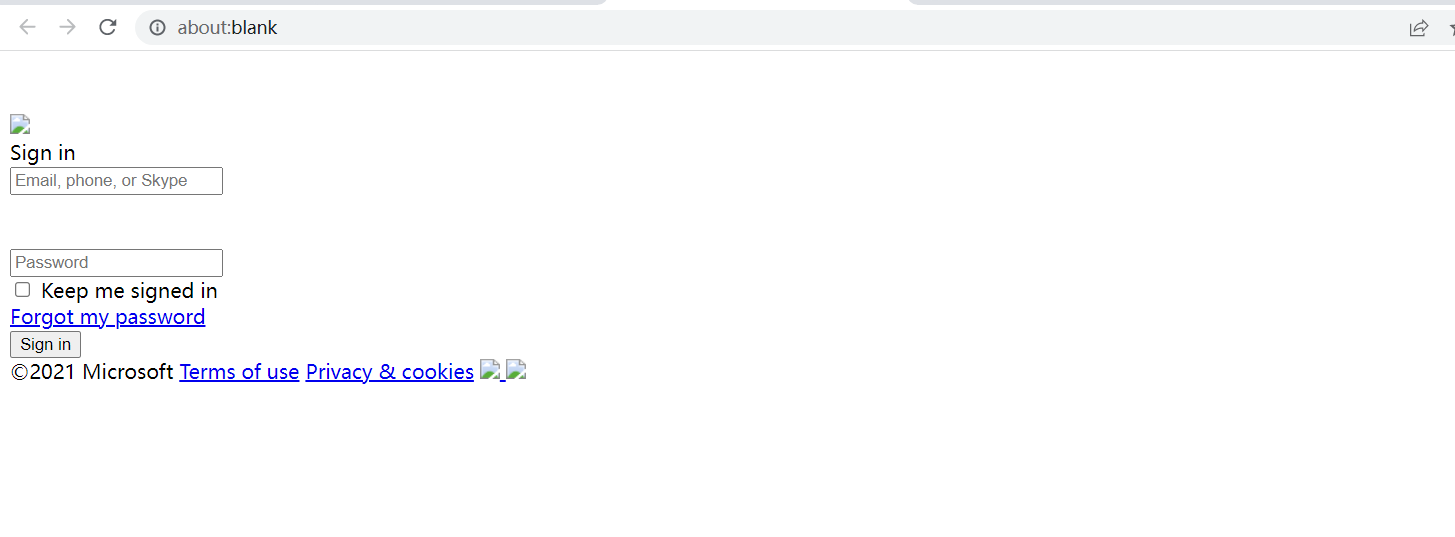 about:blank
Sign in
Email, phone, or Skype
Password
Keep me signed in
Forgot my password
Sign in
©2021 Microsoft Terms of use Privacy & cookies